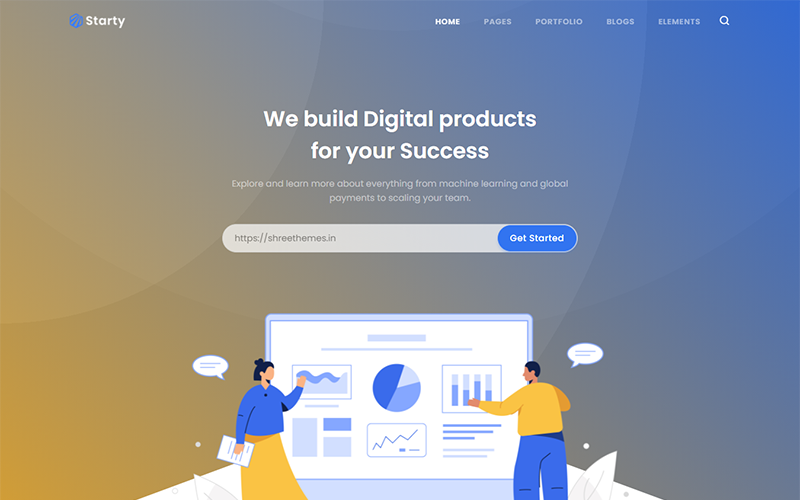 Starty
HOME PAGES PORTFOLIO BLOGS ELEMENTS
We build Digital products
for your Success
Explore and learn more about everything from machine learning and global
payments to scaling your team.
https://shreethemes.in Get Started